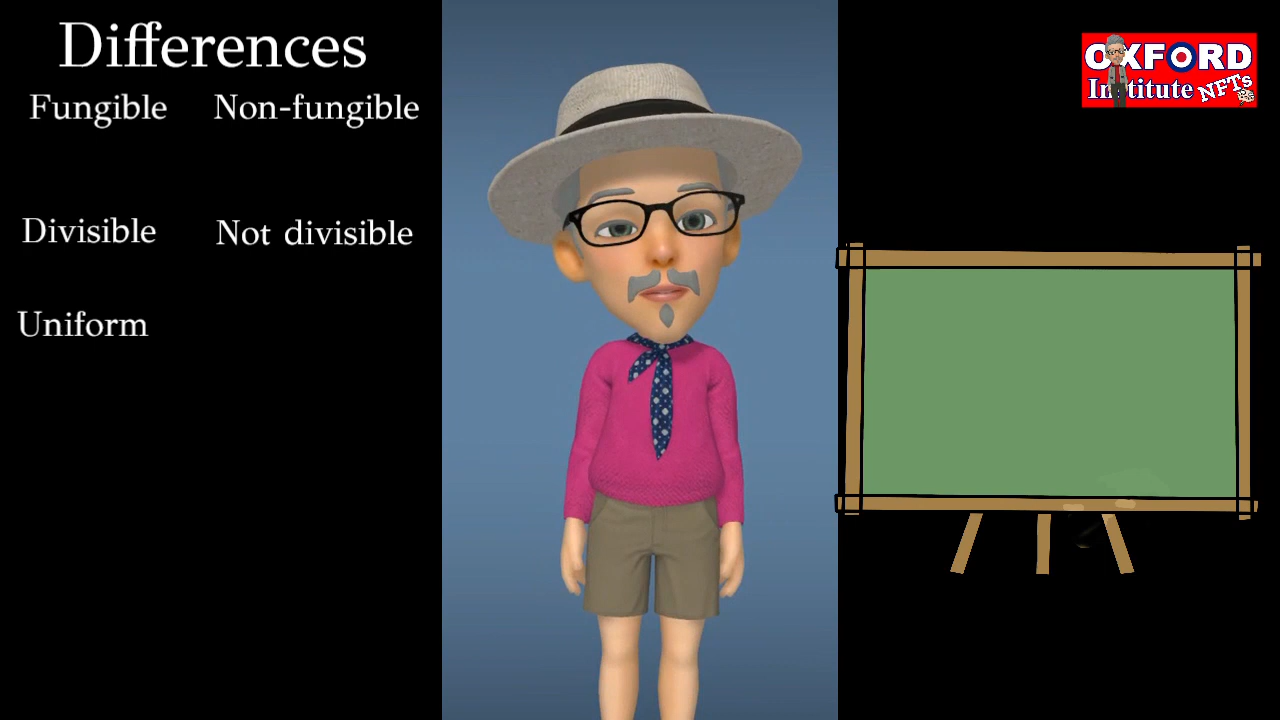 Differences
Fungible Non-fungible
Divisible Not divisible
Uniform
OXFORD
Institute NFTs